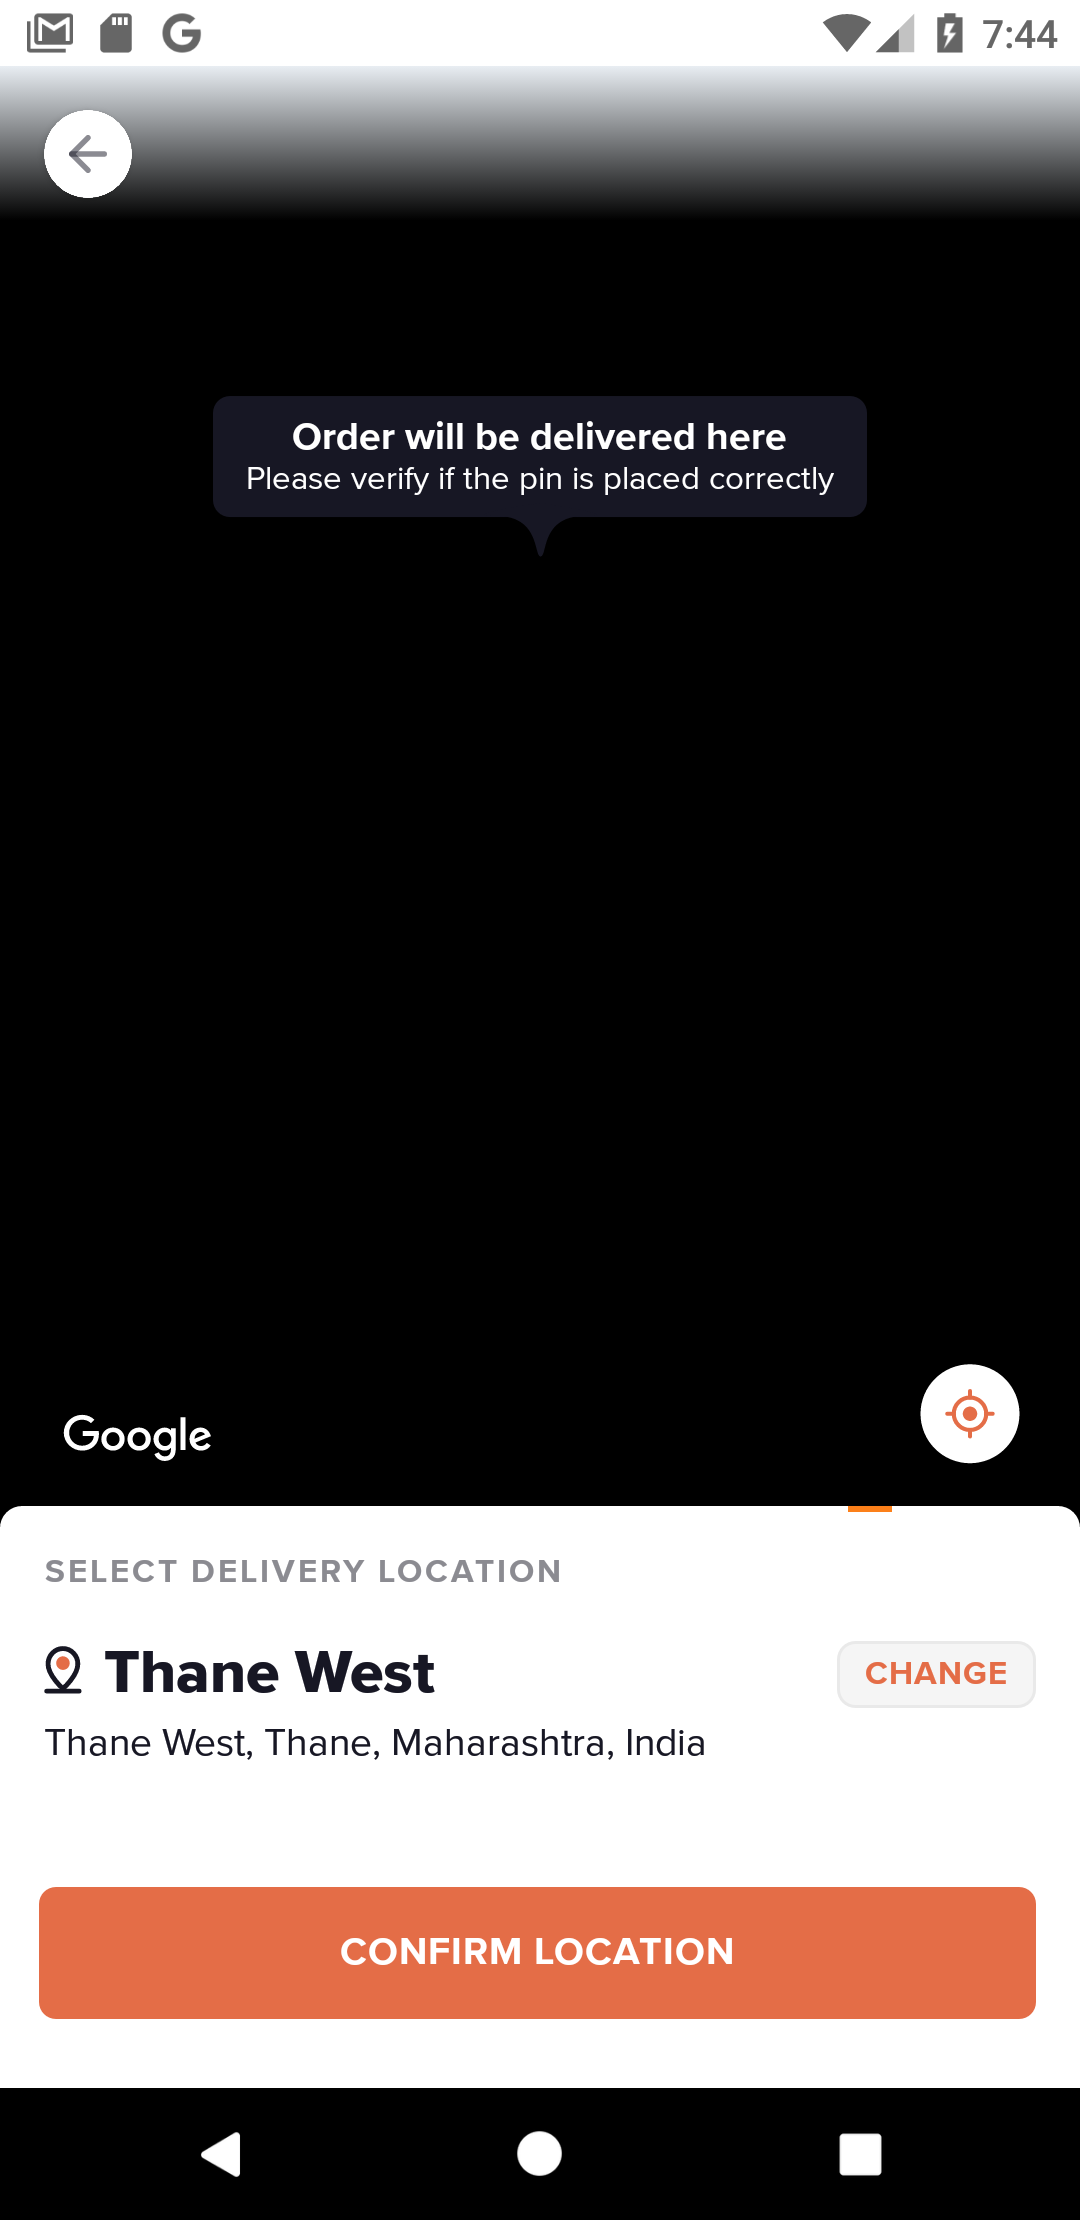 7:44
Order will be delivered here
Please verify if the pin is placed correctly
Google
SELECT DELIVERY LOCATION
Thane West
CHANGE
Thane West, Thane, Maharashtra, India
CONFIRM LOCATION